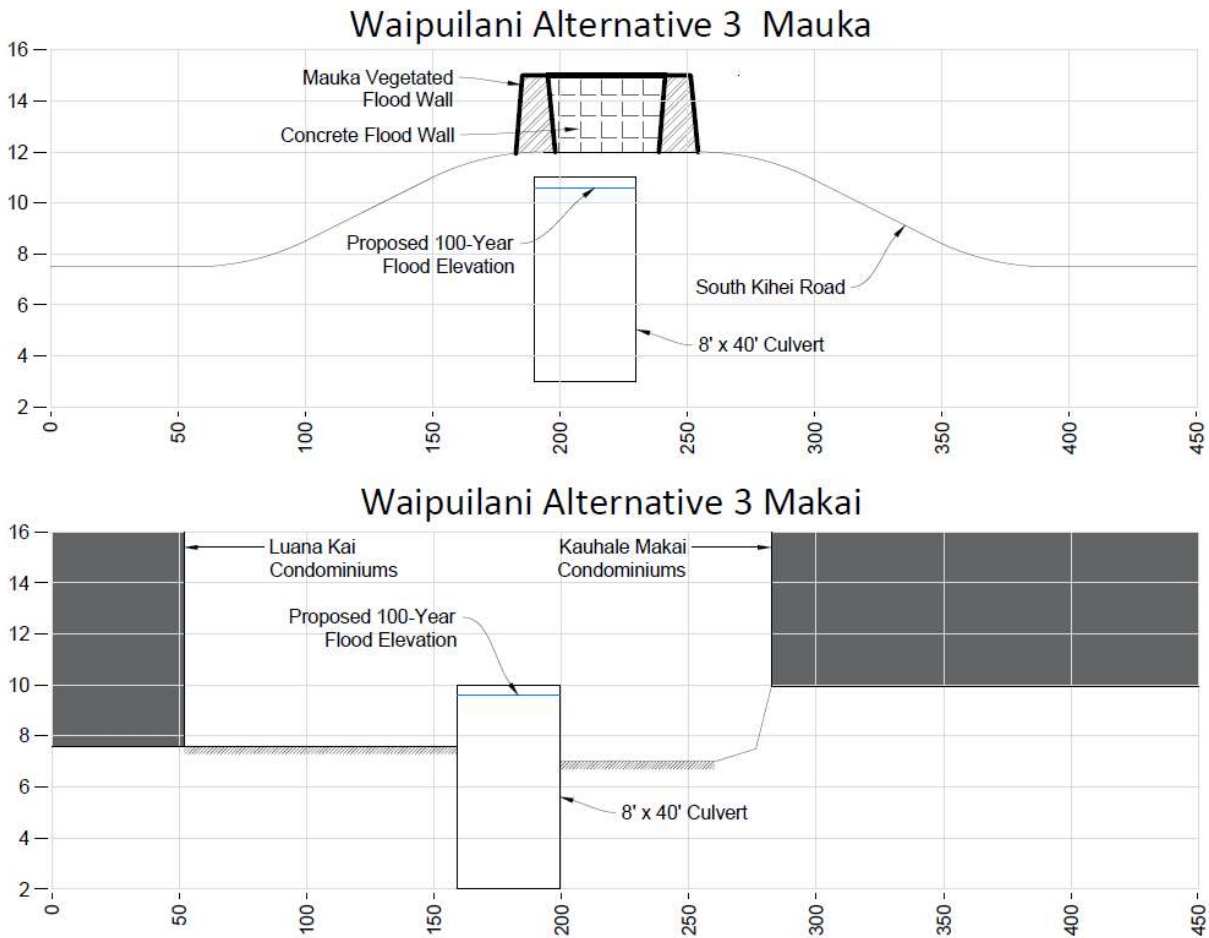 Waipuilani Alternative 3 Mauka
16
14
12
10
8
6
4
2
Mauka Vegetated
Flood Wall
Concrete Flood Wall
Proposed 100-Year
Flood Elevation
South Kihei Road
8' x 40' Culvert
0
50
100
150
200
250
300
350
400
450
Waipuilani Alternative 3 Makai
16
14
12
10
8
6
4
2
Luana Kai
Condominiums
Kauhale Makai
Condominiums
Proposed 100-Year
Flood Elevation
8' x 40' Culvert
0
50
100
150
200
250
300
350
400
450